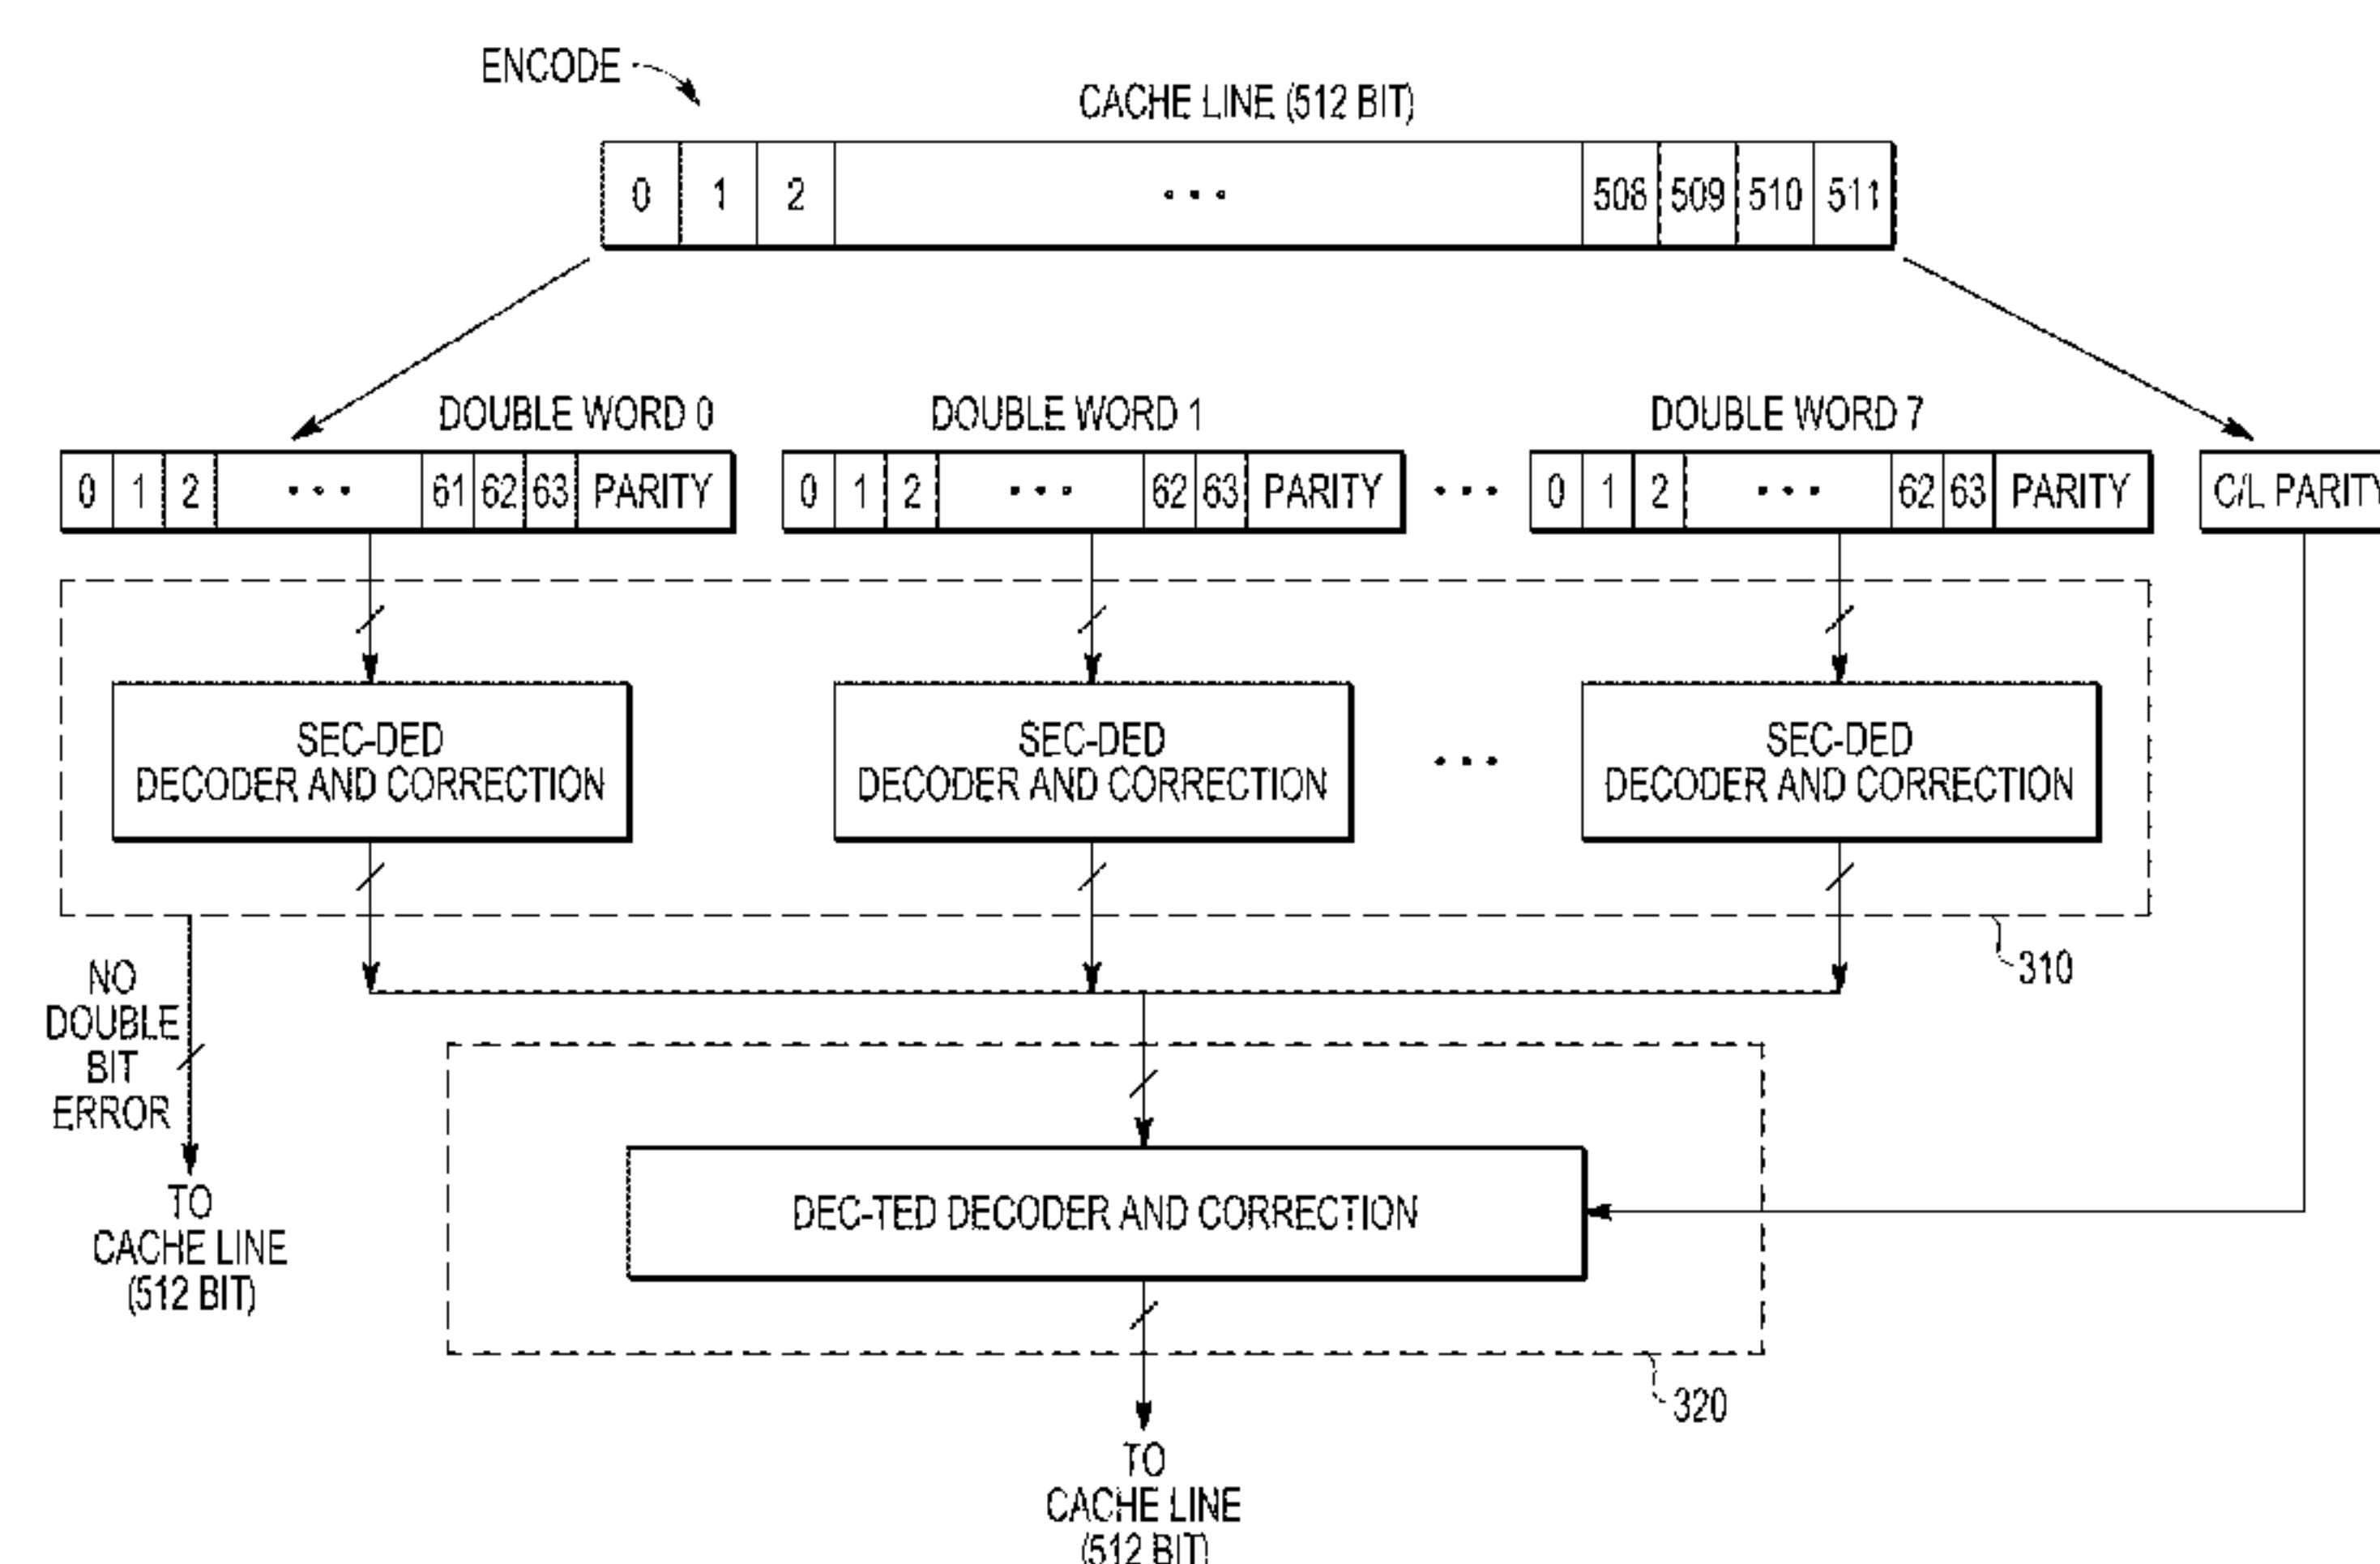 ENCODE
CACHE LINE (512 BIT)
0 1 2 ••• 508 509 510 511
DOUBLE WORD 0 DOUBLE WORD 1 DOUBLE WORD 7
0 1 2 ••• 61 62 63 PARITY 0 1 2 ••• 62 63 PARITY ••• 0 1 2 ••• 62 63 PARITY C/L PARITY
SEC-DED
DECODER AND CORRECTION
SEC-DED
DECODER AND CORRECTION
•••
SEC-DED
DECODER AND CORRECTION
310
NO
DOUBLE
BIT
ERROR
TO
CACHE LINE
(512 BIT)
DEC-TED DECODER AND CORRECTION
320
TO
CACHE LINE
(512 BIT)